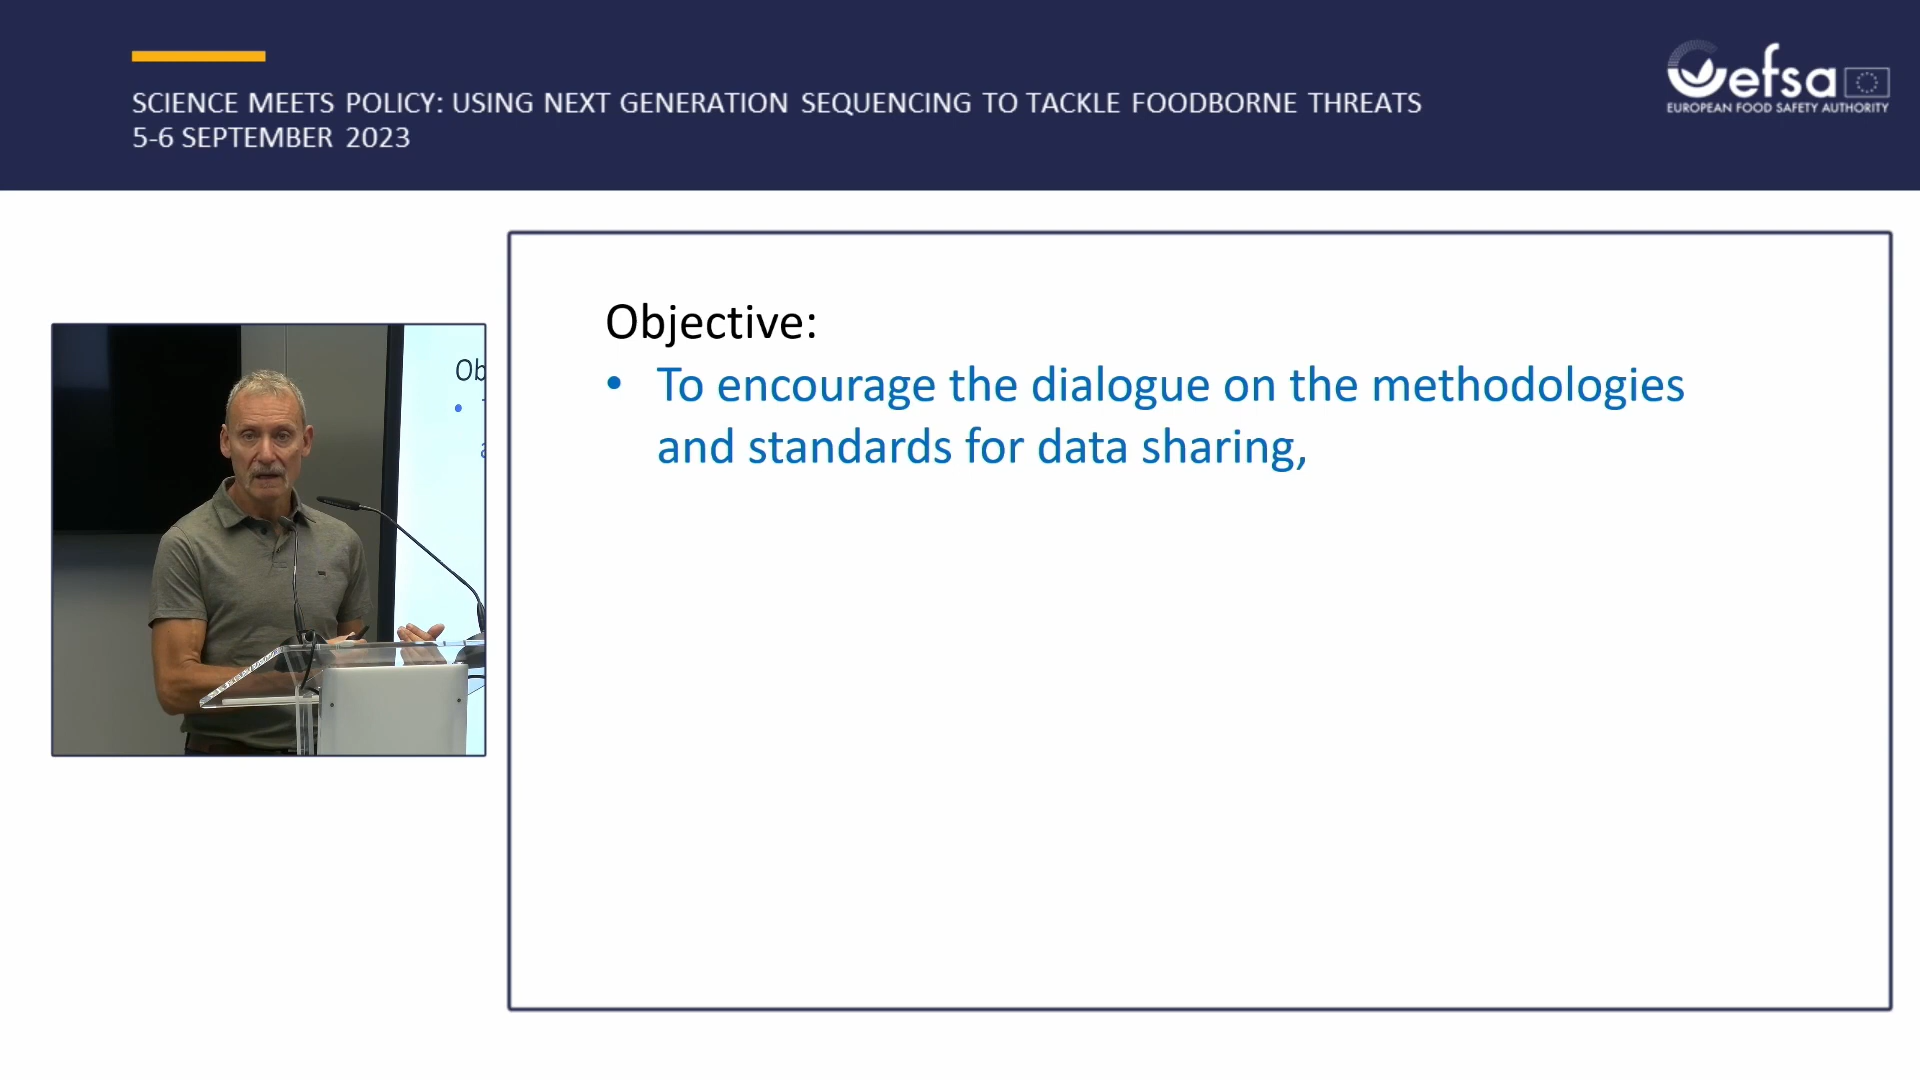 SCIENCE MEETS POLICY: USING NEXT GENERATION SEQUENCING TO TACKLE FOODBORNE THREATS
5-6 SEPTEMBER 2023
efsa
EUROPEAN FOOD SAFETY AUTHORITY
Objective:
• To encourage the dialogue on the methodologies
and standards for data sharing,
Ob